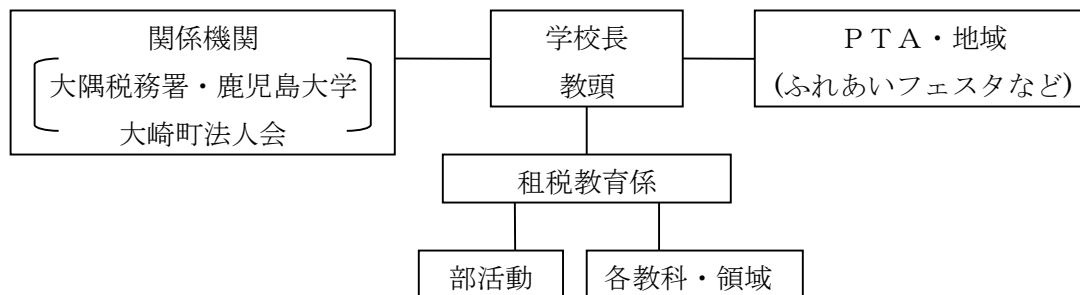 関係機関
大隅税務署・鹿児島大学
大崎町法人会
学校長
教頭
ＰＴＡ・地域
(ふれあいフェスタなど)
租税教育係
部活動
各教科・領域